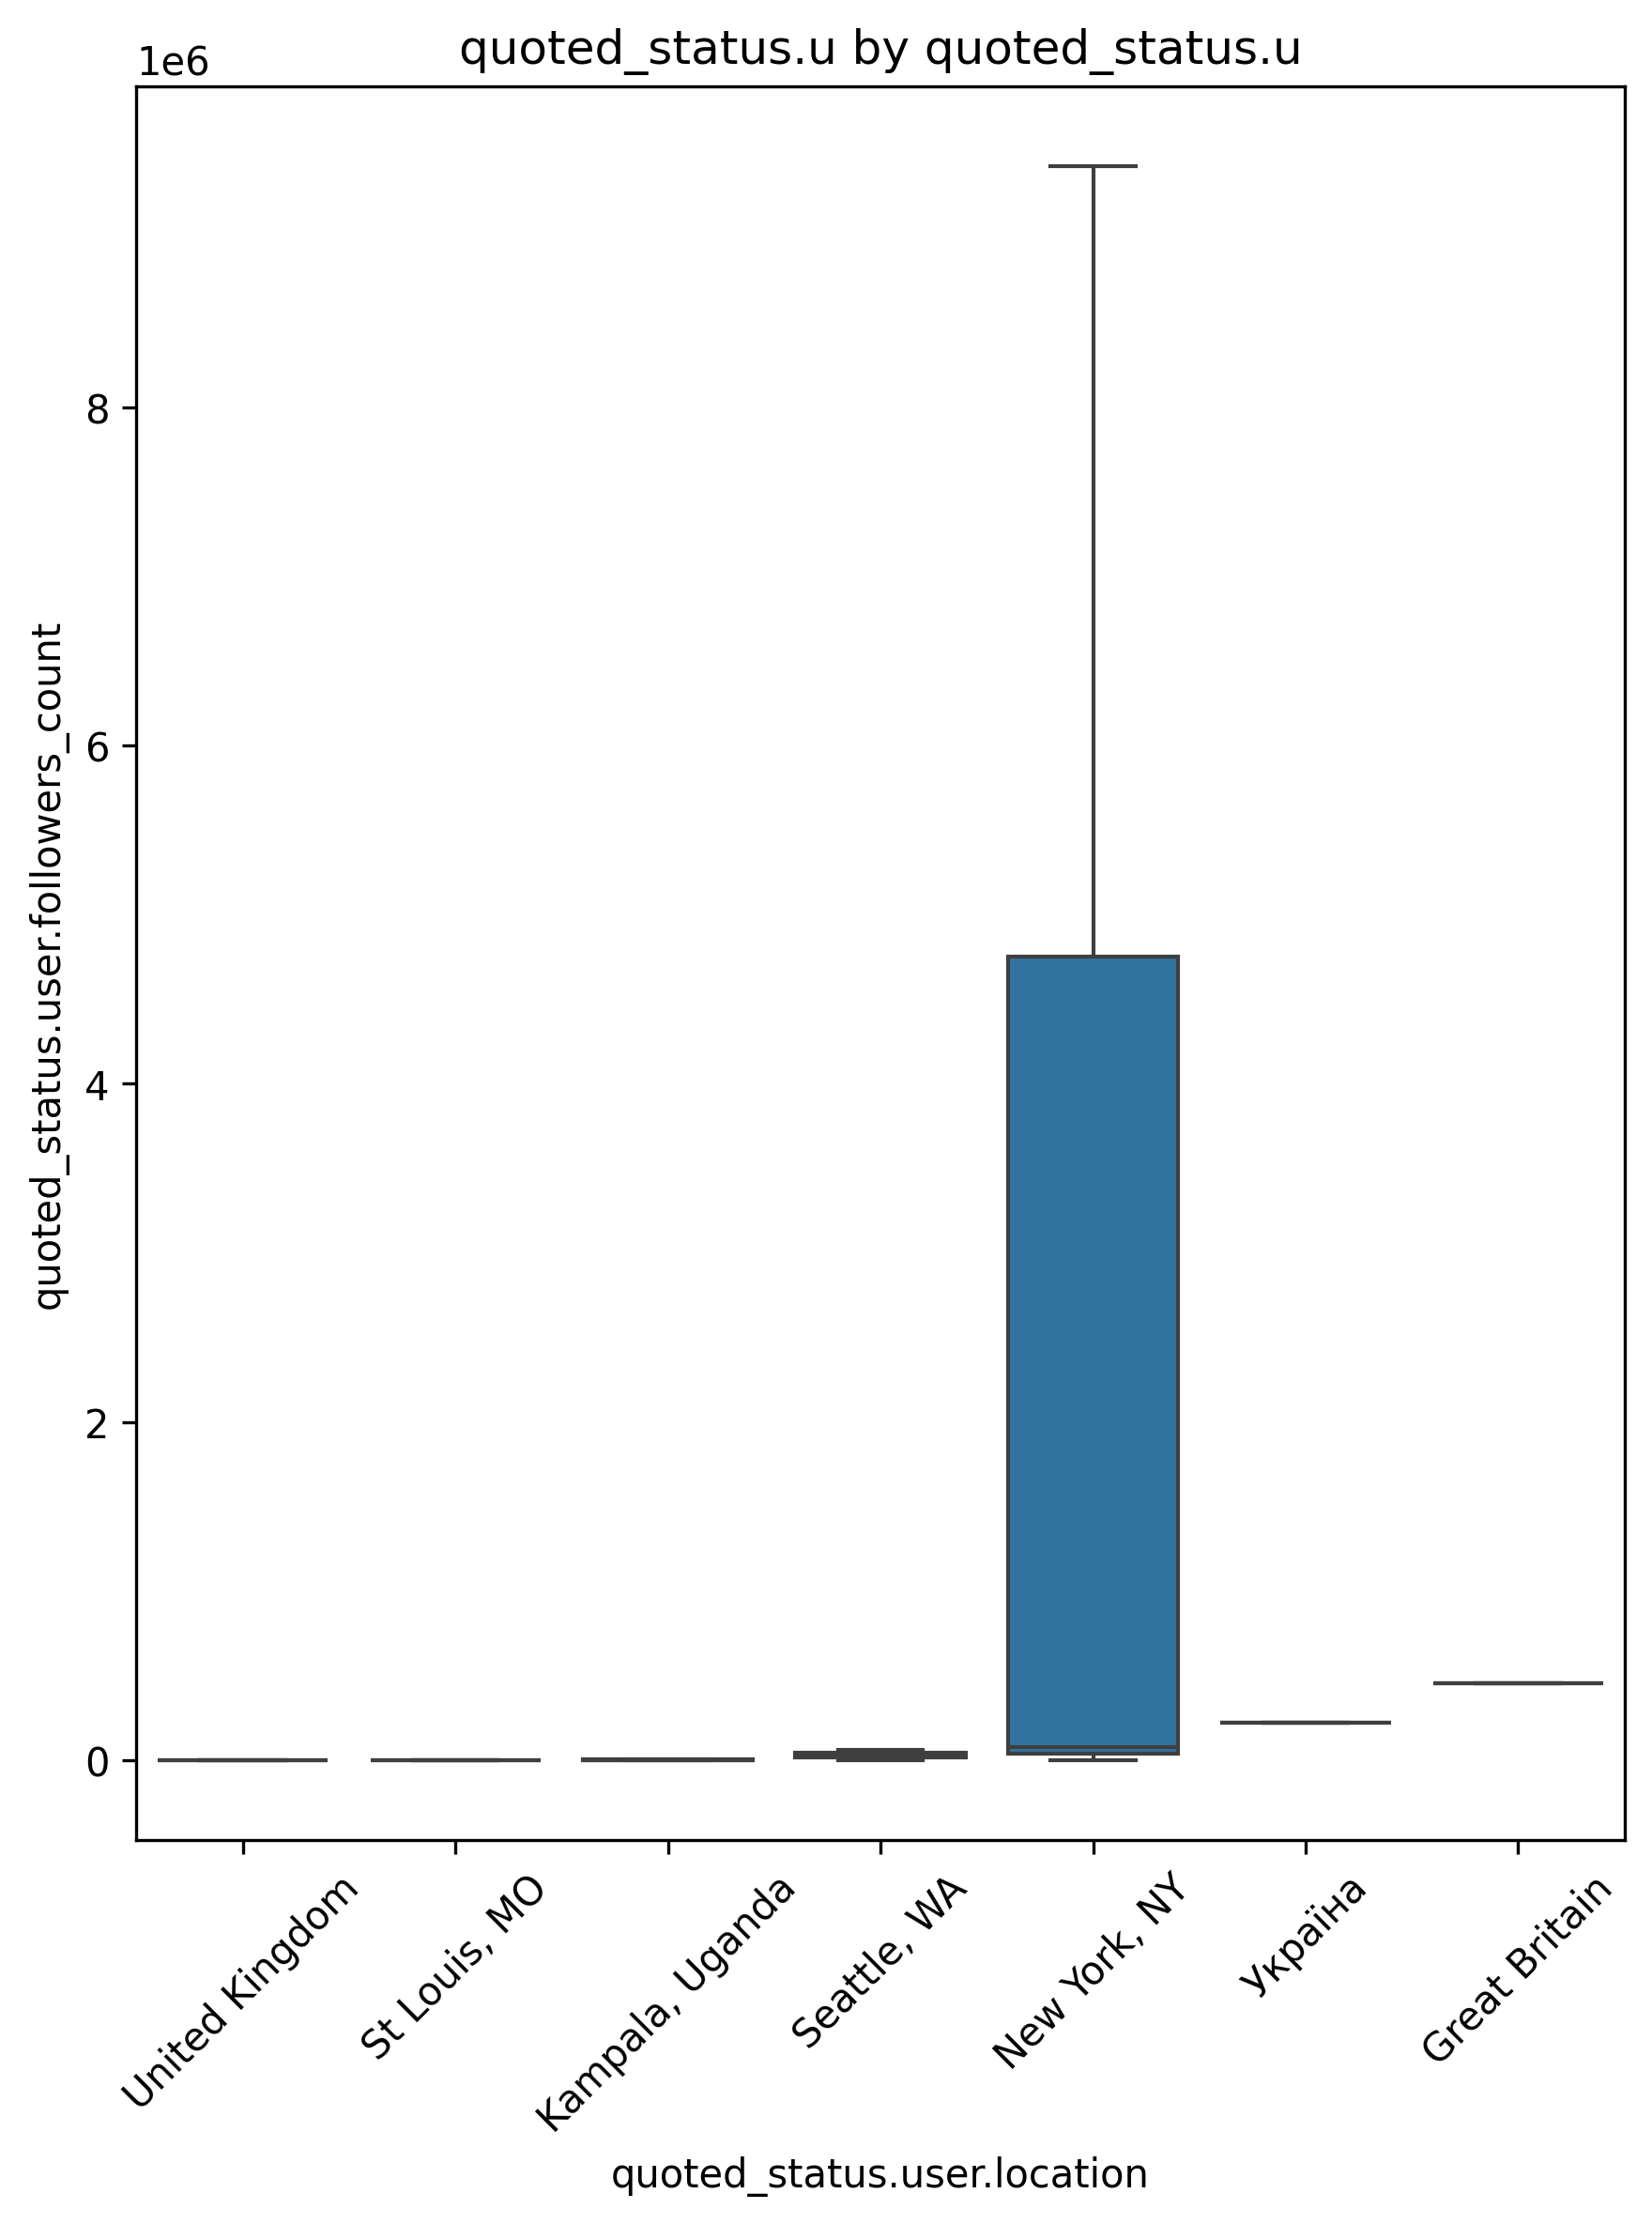 quoted_status.u by quoted_status.u
1e6
8
6
4
2
0
quoted_status.user.followers_count
United Kingdom
St Louis, MO
Kampala, Uganda
Seattle, WA
New York, NY
Україна
Great Britain
quoted_status.user.location